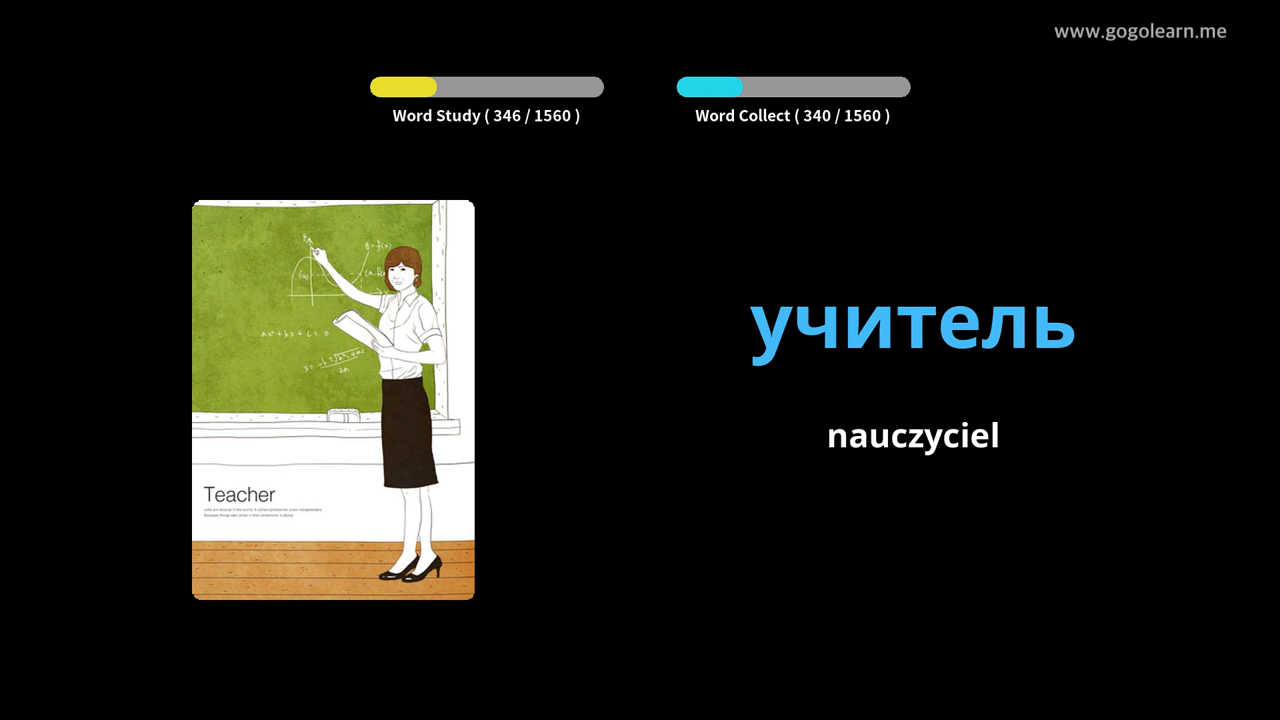 www.gogolearn.me
Word Study ( 346 / 1560 )
Word Collect ( 340 / 1560 )
учитель
nauczyciel
Teacher